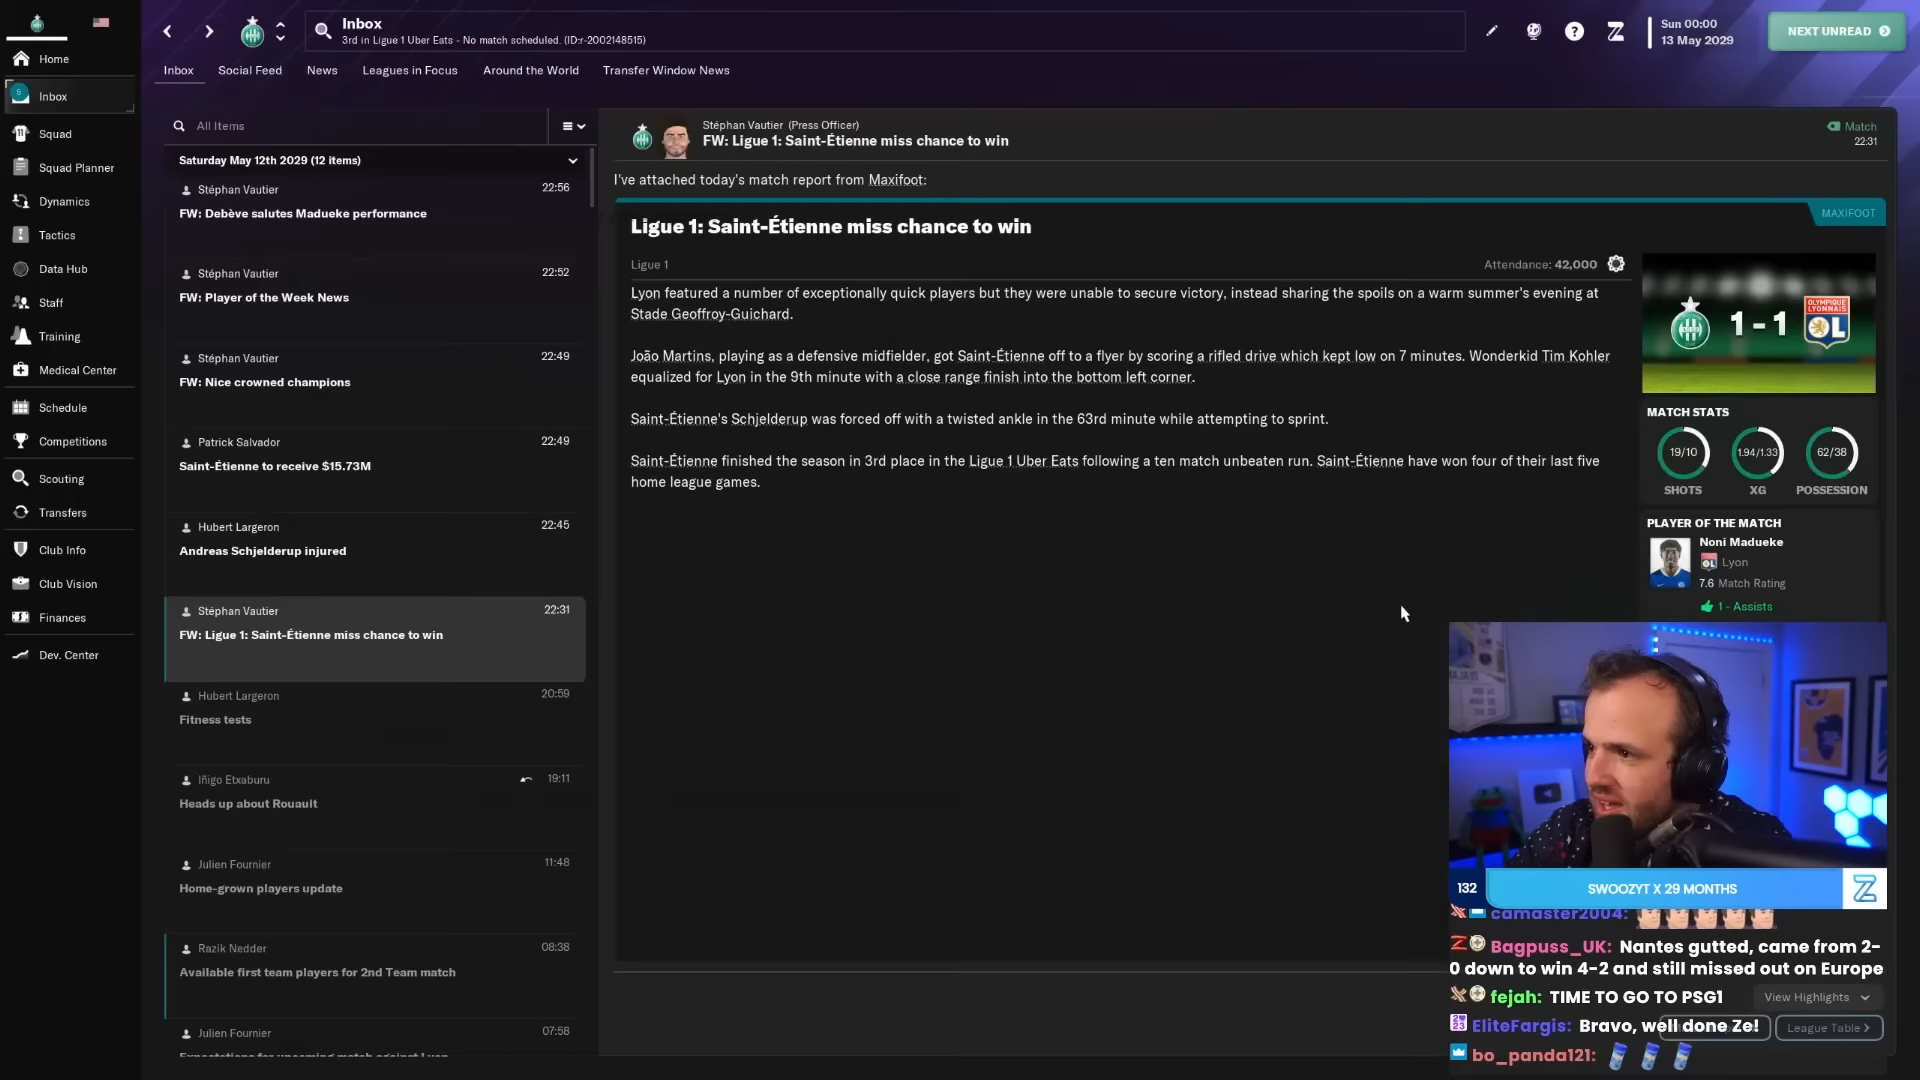 Inbox
3rd in Ligue 1 Uber Eats - No match scheduled. (ID:r-2002148515)
Sun 00:00
13 May 2029
NEXT UNREAD
Home
5
Inbox
Squad
Squad Planner
Dynamics
Tactics
Data Hub
Staff
Training
Medical Center
Schedule
Competitions
Scouting
Transfers
Club Info
Club Vision
Finances
Dev. Center
Inbox
Social Feed
News
Leagues in Focus
Around the World
Transfer Window News
All Items
Saturday May 12th 2029 (12 items)
Stéphan Vautier
22:56
FW: Debève salutes Madueke performance
Stéphan Vautier
22:52
FW: Player of the Week News
Stéphan Vautier
22:49
FW: Nice crowned champions
Patrick Salvador
22:49
Saint-Étienne to receive $15.73M
Hubert Largeron
22:45
Andreas Schjelderup injured
Stéphan Vautier
22:31
FW: Ligue 1: Saint-Étienne miss chance to win
Hubert Largeron
20:59
Fitness tests
Iñigo Etxaburu
19:11
Heads up about Rouault
Julien Fournier
11:48
Home-grown players update
Razik Nedder
08:38
Available first team players for 2nd Team match
Julien Fournier
07:58
Expectations for upcoming match against Lyon
Stéphan Vautier (Press Officer)
FW: Ligue 1: Saint-Étienne miss chance to win
Match
22:31
I've attached today's match report from Maxifoot:
MAXIFOOT
Ligue 1: Saint-Étienne miss chance to win
Ligue 1
Attendance: 42,000
Lyon featured a number of exceptionally quick players but they were unable to secure victory, instead sharing the spoils on a warm summer's evening at
Stade Geoffroy-Guichard.
João Martins, playing as a defensive midfielder, got Saint-Étienne off to a flyer by scoring a rifled drive which kept low on 7 minutes. Wonderkid Tim Kohler
equalized for Lyon in the 9th minute with a close range finish into the bottom left corner.
Saint-Étienne's Schjelderup was forced off with a twisted ankle in the 63rd minute while attempting to sprint.
Saint-Étienne finished the season in 3rd place in the Ligue 1 Uber Eats following a ten match unbeaten run. Saint-Étienne have won four of their last five
home league games.
1 - 1
OLYMPIQUE
LYONNAIS
OL
MATCH STATS
19/10
1.94/1.33
62/38
SHOTS
XG
POSSESSION
PLAYER OF THE MATCH
Noni Madueke
Lyon
7.6 Match Rating
1 - Assists
132
SWOOZYT X 29 MONTHS
Z
camaster2004:
Bagpuss_UK: Nantes gutted, came from 2-
0 down to win 4-2 and still missed out on Europe
fejah: TIME TO GO TO PSG1
View Highlights
EliteFargis: Bravo, well done Ze!
League Table
bo_panda121: